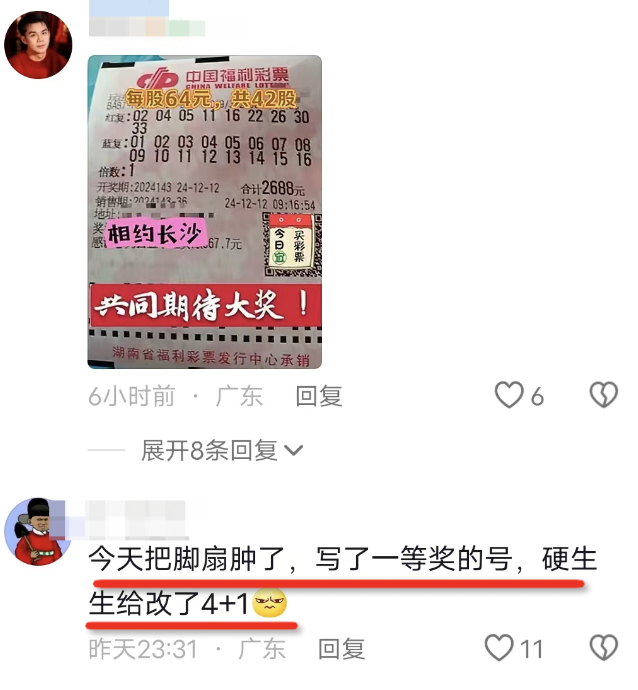 中国福利彩票
CHINA WELFARE LOTTERY
每股64元，共42股
红复:02 04 05 11 16 22 26 30
33
蓝复:01 02 03 04 05 06 07 08
09 10 11 12 13 14 15 16
倍数:1
开奖期:2024143 24-12-12 合计2688元
销售期:2024143-36 24-12-12 09:16:54
地址:
相约长沙
67.7元
今日宜
买彩票
共同期待大奖！
湖南省福利彩票发行中心承销
6小时前 · 广东 回复 6
展开8条回复
今天把脚扇肿了，写了一等奖的号，硬生
生给改了4+1
昨天23:31 · 广东 回复 11